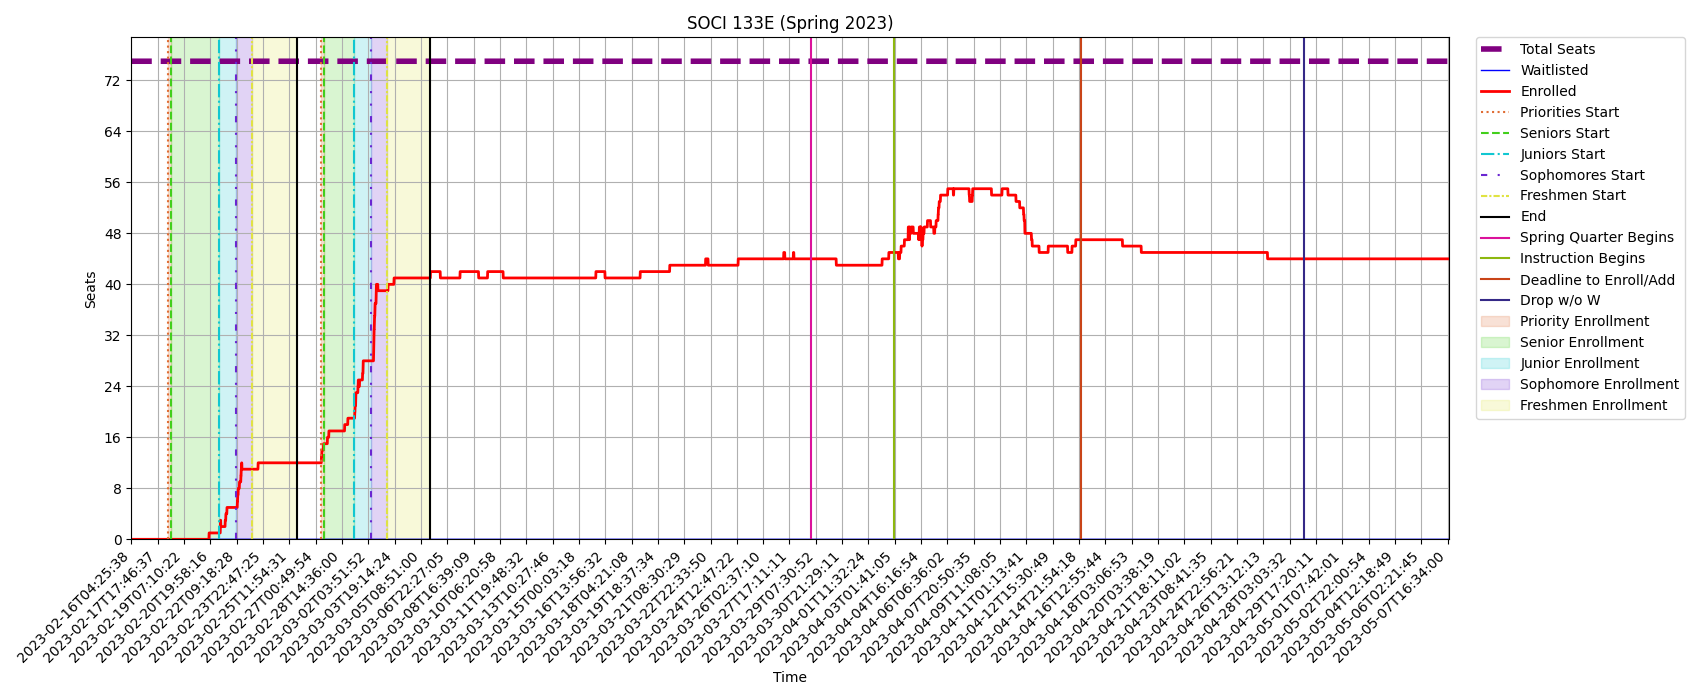 SOCI 133E (Spring 2023)
Seats
72
64
56
48
40
32
24
16
8
0
2023-02-16T04:25:38
2023-02-17T17:46:37
2023-02-19T07:10:22
2023-02-20T19:58:16
2023-02-22T09:18:28
2023-02-23T22:47:25
2023-02-25T11:54:31
2023-02-27T00:49:54
2023-02-28T14:36:00
2023-03-02T03:51:52
2023-03-03T19:14:24
2023-03-05T08:51:00
2023-03-06T22:27:05
2023-03-08T16:39:09
2023-03-10T06:20:58
2023-03-11T19:48:32
2023-03-13T10:27:46
2023-03-15T00:03:18
2023-03-16T13:56:32
2023-03-18T04:21:08
2023-03-19T18:37:34
2023-03-21T08:30:29
2023-03-22T22:33:50
2023-03-24T12:47:22
2023-03-26T02:37:10
2023-03-27T17:11:11
2023-03-29T07:30:52
2023-03-30T21:29:11
2023-04-01T11:32:24
2023-04-03T01:41:05
2023-04-04T16:16:54
2023-04-06T06:36:02
2023-04-07T20:50:35
2023-04-09T11:08:05
2023-04-11T01:13:41
2023-04-12T15:30:49
2023-04-14T21:54:18
2023-04-16T12:55:44
2023-04-18T03:06:53
2023-04-20T03:38:19
2023-04-21T18:11:02
2023-04-23T08:41:35
2023-04-24T22:56:21
2023-04-26T13:12:13
2023-04-28T03:03:32
2023-04-29T17:20:11
2023-05-01T07:42:01
2023-05-02T22:00:54
2023-05-04T12:18:49
2023-05-06T02:21:45
2023-05-07T16:34:00
Time
Total Seats
Waitlisted
Enrolled
Priorities Start
Seniors Start
Juniors Start
Sophomores Start
Freshmen Start
End
Spring Quarter Begins
Instruction Begins
Deadline to Enroll/Add
Drop w/o W
Priority Enrollment
Senior Enrollment
Junior Enrollment
Sophomore Enrollment
Freshmen Enrollment